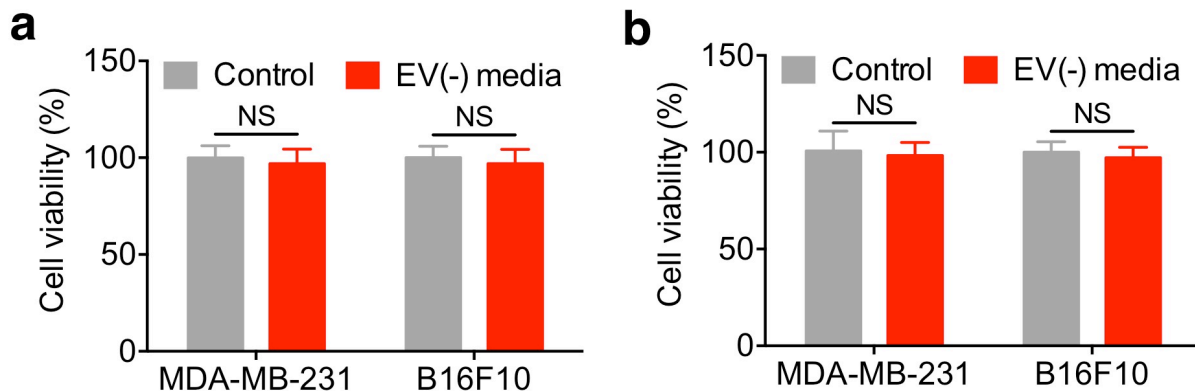 a
150
Control
EV(-) media
NS
NS
100
50
0
Cell viability (%)
MDA-MB-231
B16F10
b
150
Control
EV(-) media
NS
NS
100
50
0
Cell viability (%)
MDA-MB-231
B16F10